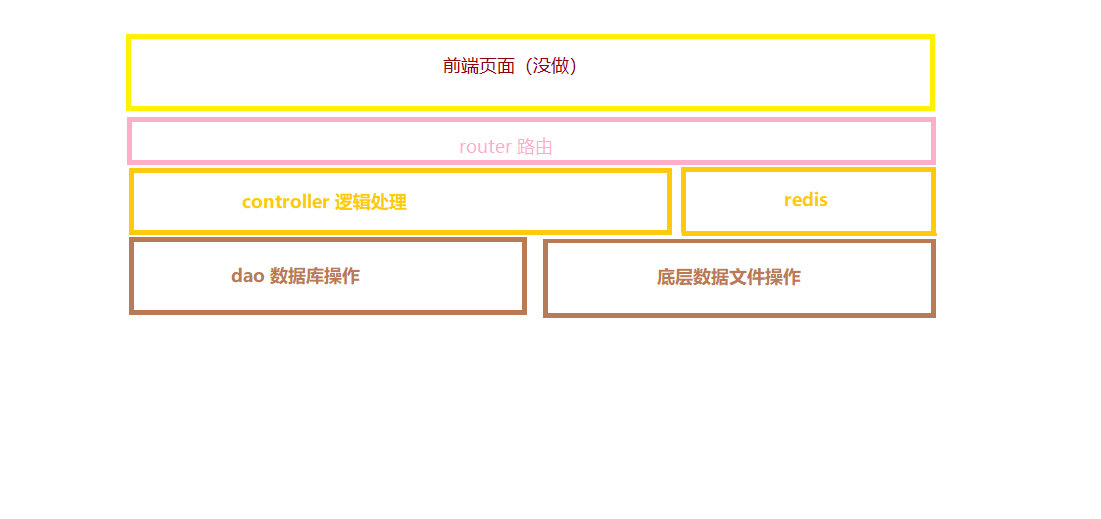 前端页面（没做）
router 路由
controller 逻辑处理
redis
dao 数据库操作
底层数据文件操作